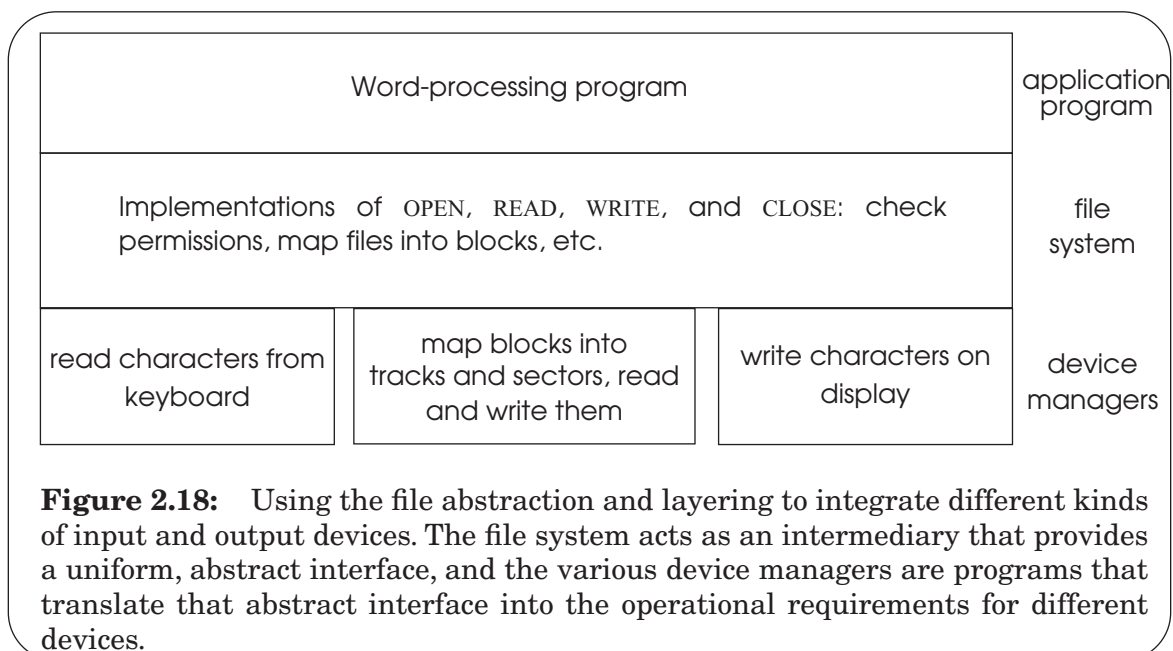 Word-processing program
application
program
Implementations of OPEN, READ, WRITE, and CLOSE: check
permissions, map files into blocks, etc.
file
system
read characters from
keyboard
map blocks into
tracks and sectors, read
and write them
write characters on
display
device
managers
Figure 2.18: Using the file abstraction and layering to integrate different kinds
of input and output devices. The file system acts as an intermediary that provides
a uniform, abstract interface, and the various device managers are programs that
translate that abstract interface into the operational requirements for different
devices.